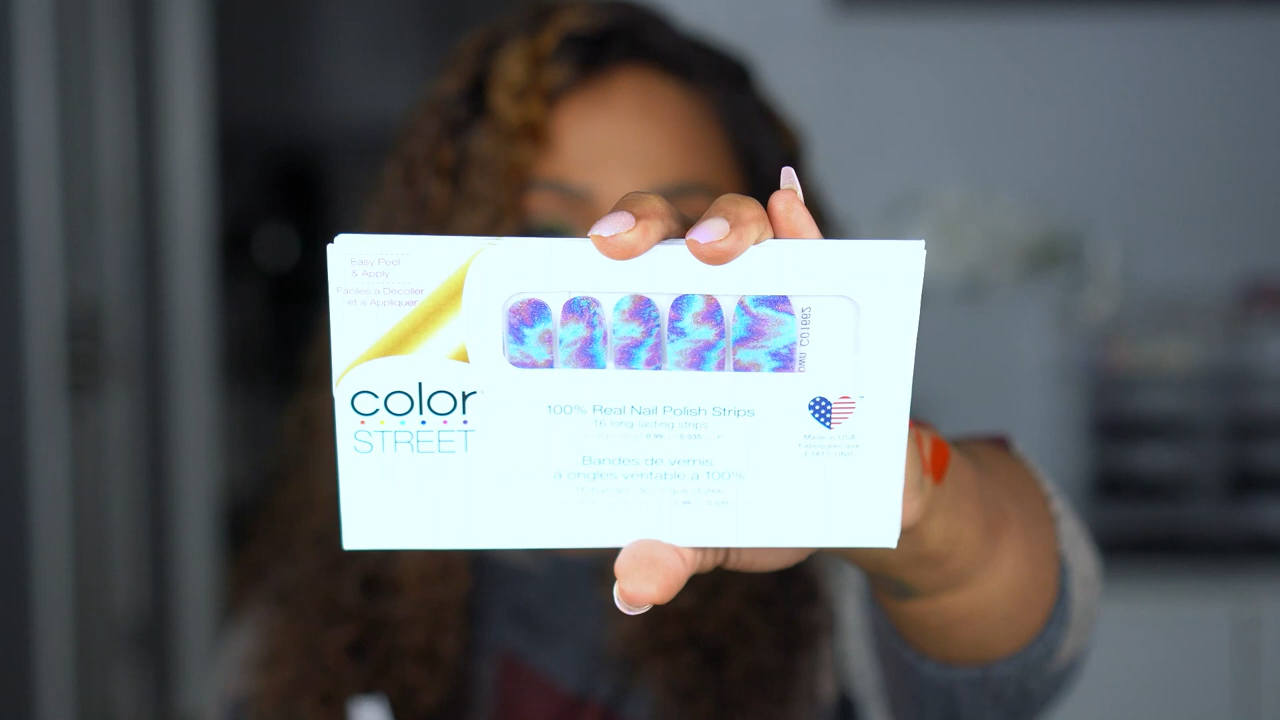 Easy Peel
& Apply
Faciles à Décoller
et à Appliquer
color
STREET
100% Real Nail Polish Strips
16 long-lasting strips
Bandes de vernis
à ongles véritable à 100%
Made in USA
C01662